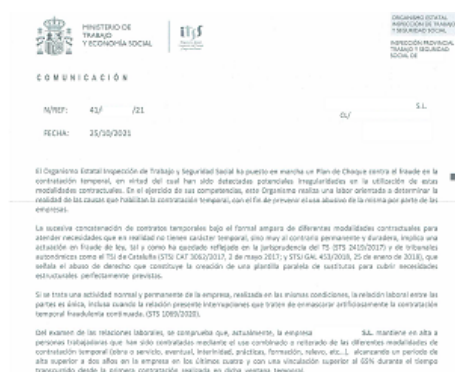 MINISTERIO DE
TRABAJO
Y ECONOMÍA SOCIAL
ORGANISMO ESTATAL
INSPECCIÓN DE TRABAJO
Y SEGURIDAD SOCIAL
INSPECCIÓN PROVINCIAL
TRABAJO Y SEGURIDAD
SOCIAL DE
COMUNICACIÓN
N/REF: 41/ /21
S.L.
CL/
FECHA: 25/10/2021
El Organismo Estatal Inspección de Trabajo y Seguridad Social ha puesto en marcha un Plan de Choque contra el fraude en la
contratación temporal, en virtud del cual han sido detectadas potenciales irregularidades en la utilización de estas
modalidades contractuales. En el ejercicio de sus competencias, este Organismo realiza una labor orientada a determinar la
realidad de las causas que habilitan la contratación temporal, con el fin de prevenir el uso abusivo de la misma por parte de las
empresas.
La sucesiva concatenación de contratos temporales bajo el formal amparo de diferentes modalidades contractuales para
atender necesidades que en realidad no tienen carácter temporal, sino muy al contrario permanente y duradera, implica una
actuación en fraude de ley, tal y como ha quedado reflejado en la jurisprudencia del TS (STS 2419/2017) y de tribunales
autonómicos como el TSJ de Cataluña (STSJ CAT 3062/2017, 2 de mayo 2017; y STSJ GAL 453/2018, 25 de enero de 2018), que
señala el abuso de derecho que constituye la creación de una plantilla paralela de sustitutas para cubrir necesidades
estructurales perfectamente previstas.
Si se trata una actividad normal y permanente de la empresa, realizada en las mismas condiciones, la relación laboral entre las
partes es única, incluso cuando la relación presente interrupciones que traten de enmascarar artificiosamente la contratación
temporal fraudulenta continuada. (STS 1069/2020).
Del examen de las relaciones laborales, se comprueba que, actualmente, la empresa S.L. mantiene en alta a
personas trabajadoras que han sido contratadas mediante el uso combinado o reiterado de las diferentes modalidades de
contratación temporal (obra o servicio, eventual, interinidad, prácticas, formación, relevo, etc...), alcanzando un período de
alta superior a dos años en la empresa en los últimos cuatro y con una vinculación superior al 65% durante el tiempo
transcurrido desde la primera contratación realizada en dicha ventana temporal.